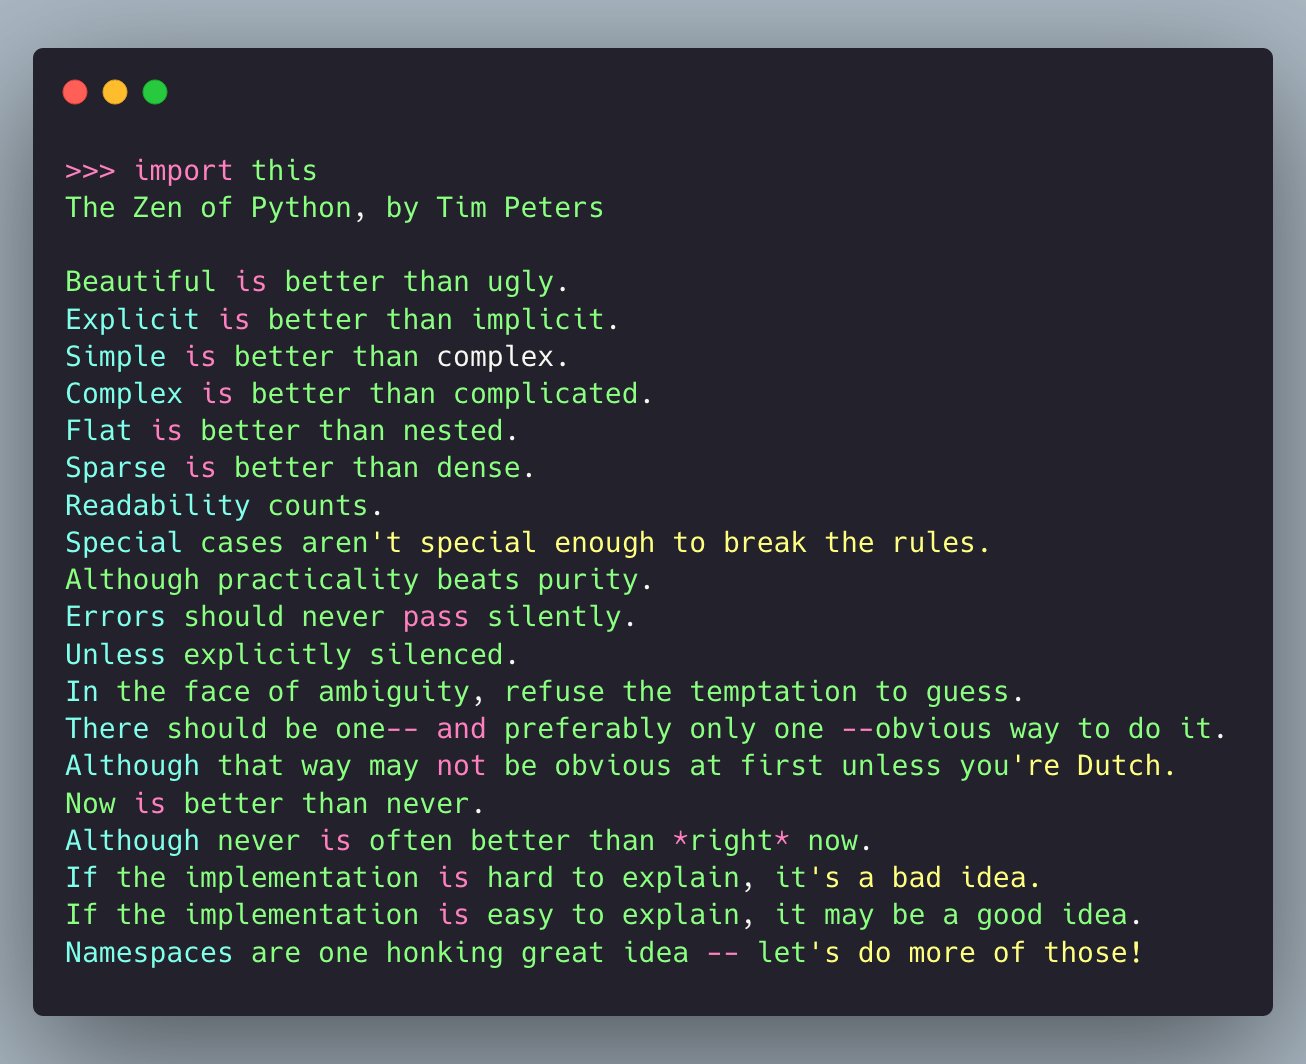 >>> import this
The Zen of Python, by Tim Peters

Beautiful is better than ugly.
Explicit is better than implicit.
Simple is better than complex.
Complex is better than complicated.
Flat is better than nested.
Sparse is better than dense.
Readability counts.
Special cases aren't special enough to break the rules.
Although practicality beats purity.
Errors should never pass silently.
Unless explicitly silenced.
In the face of ambiguity, refuse the temptation to guess.
There should be one-- and preferably only one --obvious way to do it.
Although that way may not be obvious at first unless you're Dutch.
Now is better than never.
Although never is often better than *right* now.
If the implementation is hard to explain, it's a bad idea.
If the implementation is easy to explain, it may be a good idea.
Namespaces are one honking great idea -- let's do more of those!